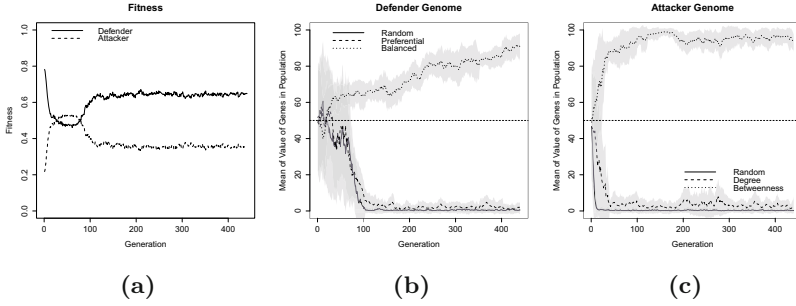 Fitness
Defender
Attacker
Fitness
0.0 0.2 0.4 0.6 0.8 1.0
0 100 200 300 400
Generation
(a)
Defender Genome
Random
Preferential
Balanced
Mean of Value of Genes in Population
0 20 40 60 80 100
0 100 200 300 400
Generation
(b)
Attacker Genome
Random
Degree
Betweenness
Mean of Value of Genes in Population
0 20 40 60 80 100
0 100 200 300 400
Generation
(c)